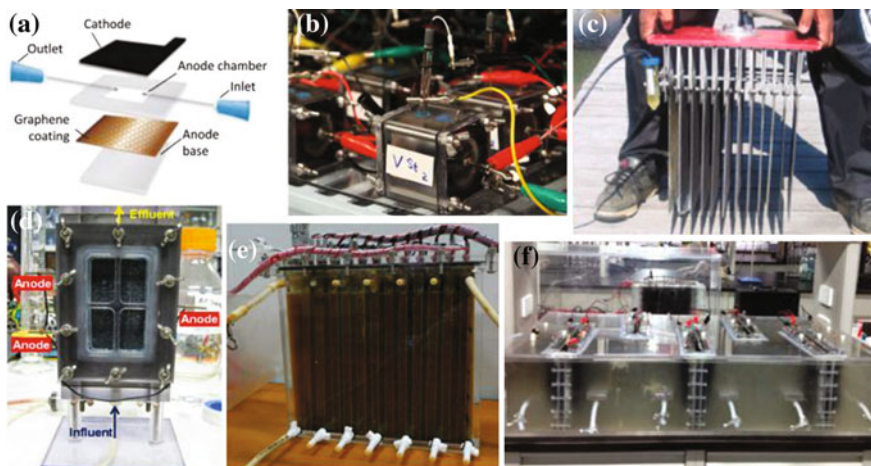 (a)
Cathode
Outlet
Anode chamber
Inlet
Graphene
coating
Anode
base
(b)
V St 2
(c)
(d)
Effluent
Anode
Anode
Anode
Influent
(e)
(f)